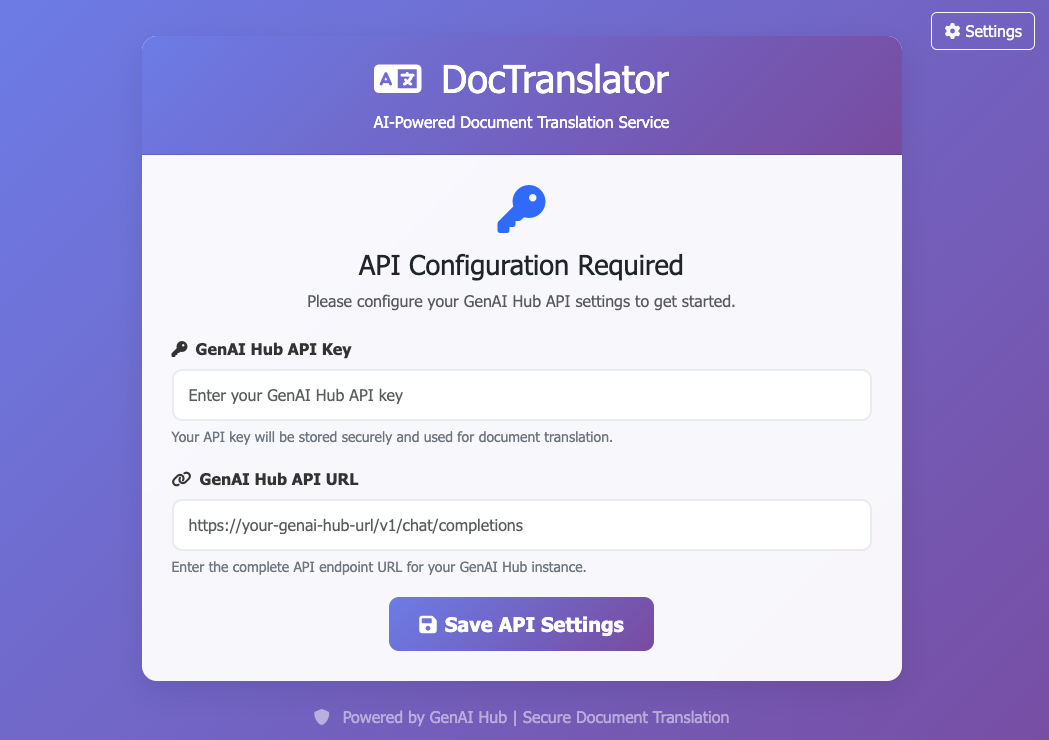 Settings
DocTranslator
AI-Powered Document Translation Service
API Configuration Required
Please configure your GenAI Hub API settings to get started.
GenAI Hub API Key
Enter your GenAI Hub API key
Your API key will be stored securely and used for document translation.
GenAI Hub API URL
https://your-genai-hub-url/v1/chat/completions
Enter the complete API endpoint URL for your GenAI Hub instance.
Save API Settings
Powered by GenAI Hub | Secure Document Translation